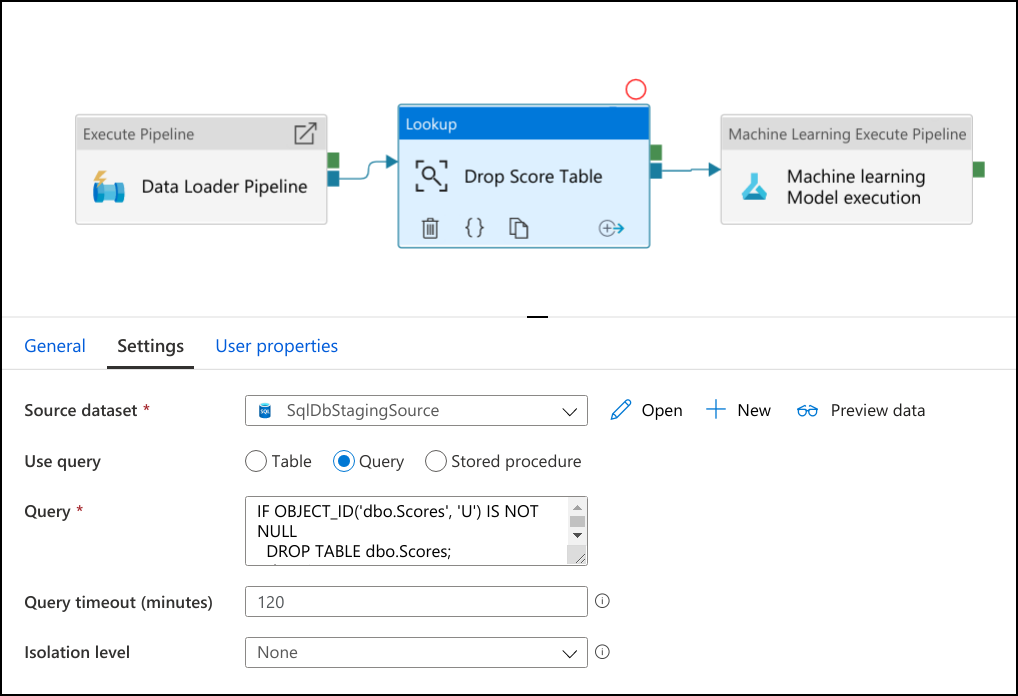 Execute Pipeline
Data Loader Pipeline
Lookup
Drop Score Table
{}
Machine Learning Execute Pipeline
Machine learning
Model execution
General
Settings
User properties
Source dataset *
SQL
SqlDbStagingSource
Open
New
Preview data
Use query
Table
Query
Stored procedure
Query *
IF OBJECT_ID('dbo.Scores', 'U') IS NOT
NULL
DROP TABLE dbo.Scores;
Query timeout (minutes)
120
Isolation level
None